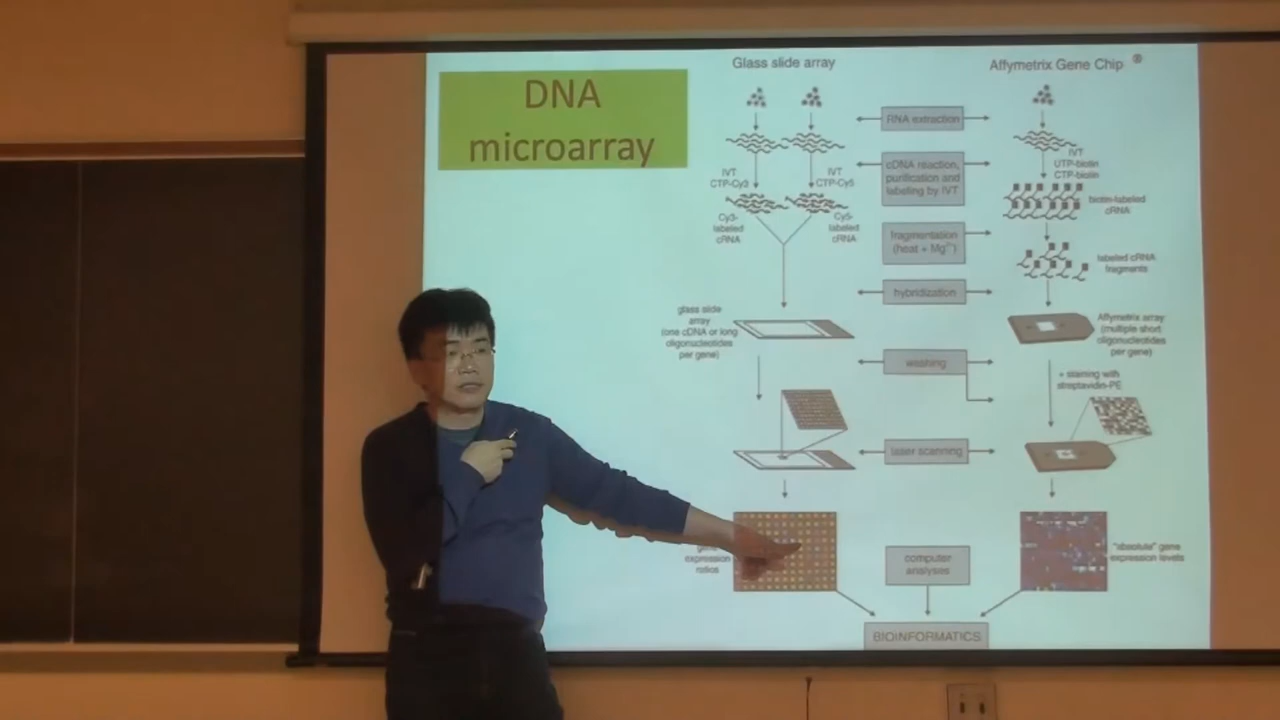 DNA
microarray
Glass slide array
Affymetrix Gene Chip ®
RNA extraction
IVT
CTP-Cy3
IVT
CTP-Cy5
cDNA reaction,
purification and
labeling by IVT
IVT
UTP-biotin
CTP-biotin
biotin-labeled
cRNA
Cy3-
labeled
cRNA
Cy5-
labeled
cRNA
fragmentation
(heat + Mg2+)
labeled cRNA
fragments
hybridization
glass slide
array
(one cDNA or long
oligonucleotides
per gene)
Affymetrix array
(multiple short
oligonucleotides
per gene)
washing
+ staining with
streptavidin-PE
laser scanning
expression
ratios
computer
analyses
"absolute" gene
expression levels
BIOINFORMATICS